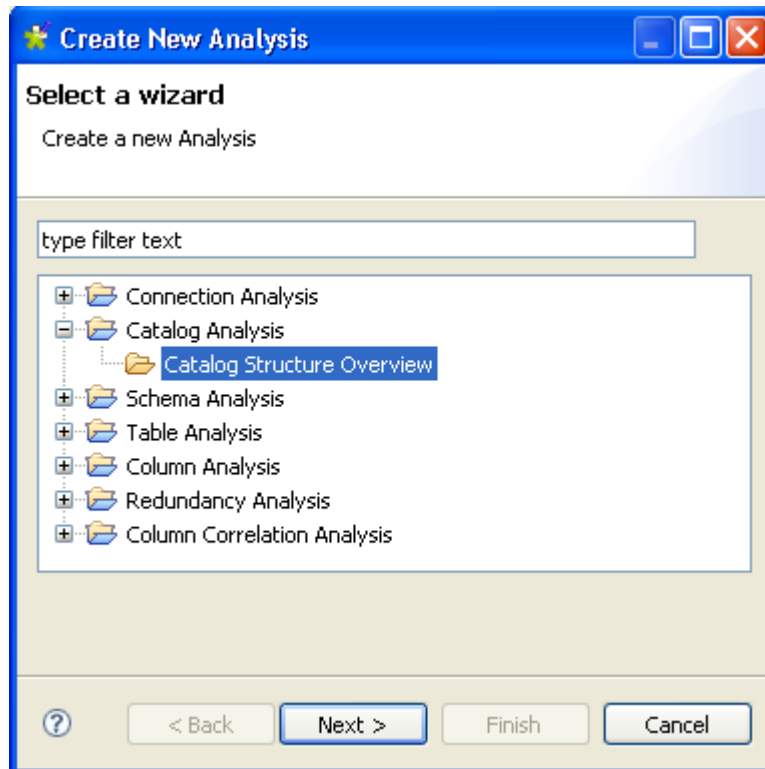 Create New Analysis
Select a wizard
Create a new Analysis
type filter text
Connection Analysis
Catalog Analysis
Catalog Structure Overview
Schema Analysis
Table Analysis
Column Analysis
Redundancy Analysis
Column Correlation Analysis
? < Back Next > Finish Cancel